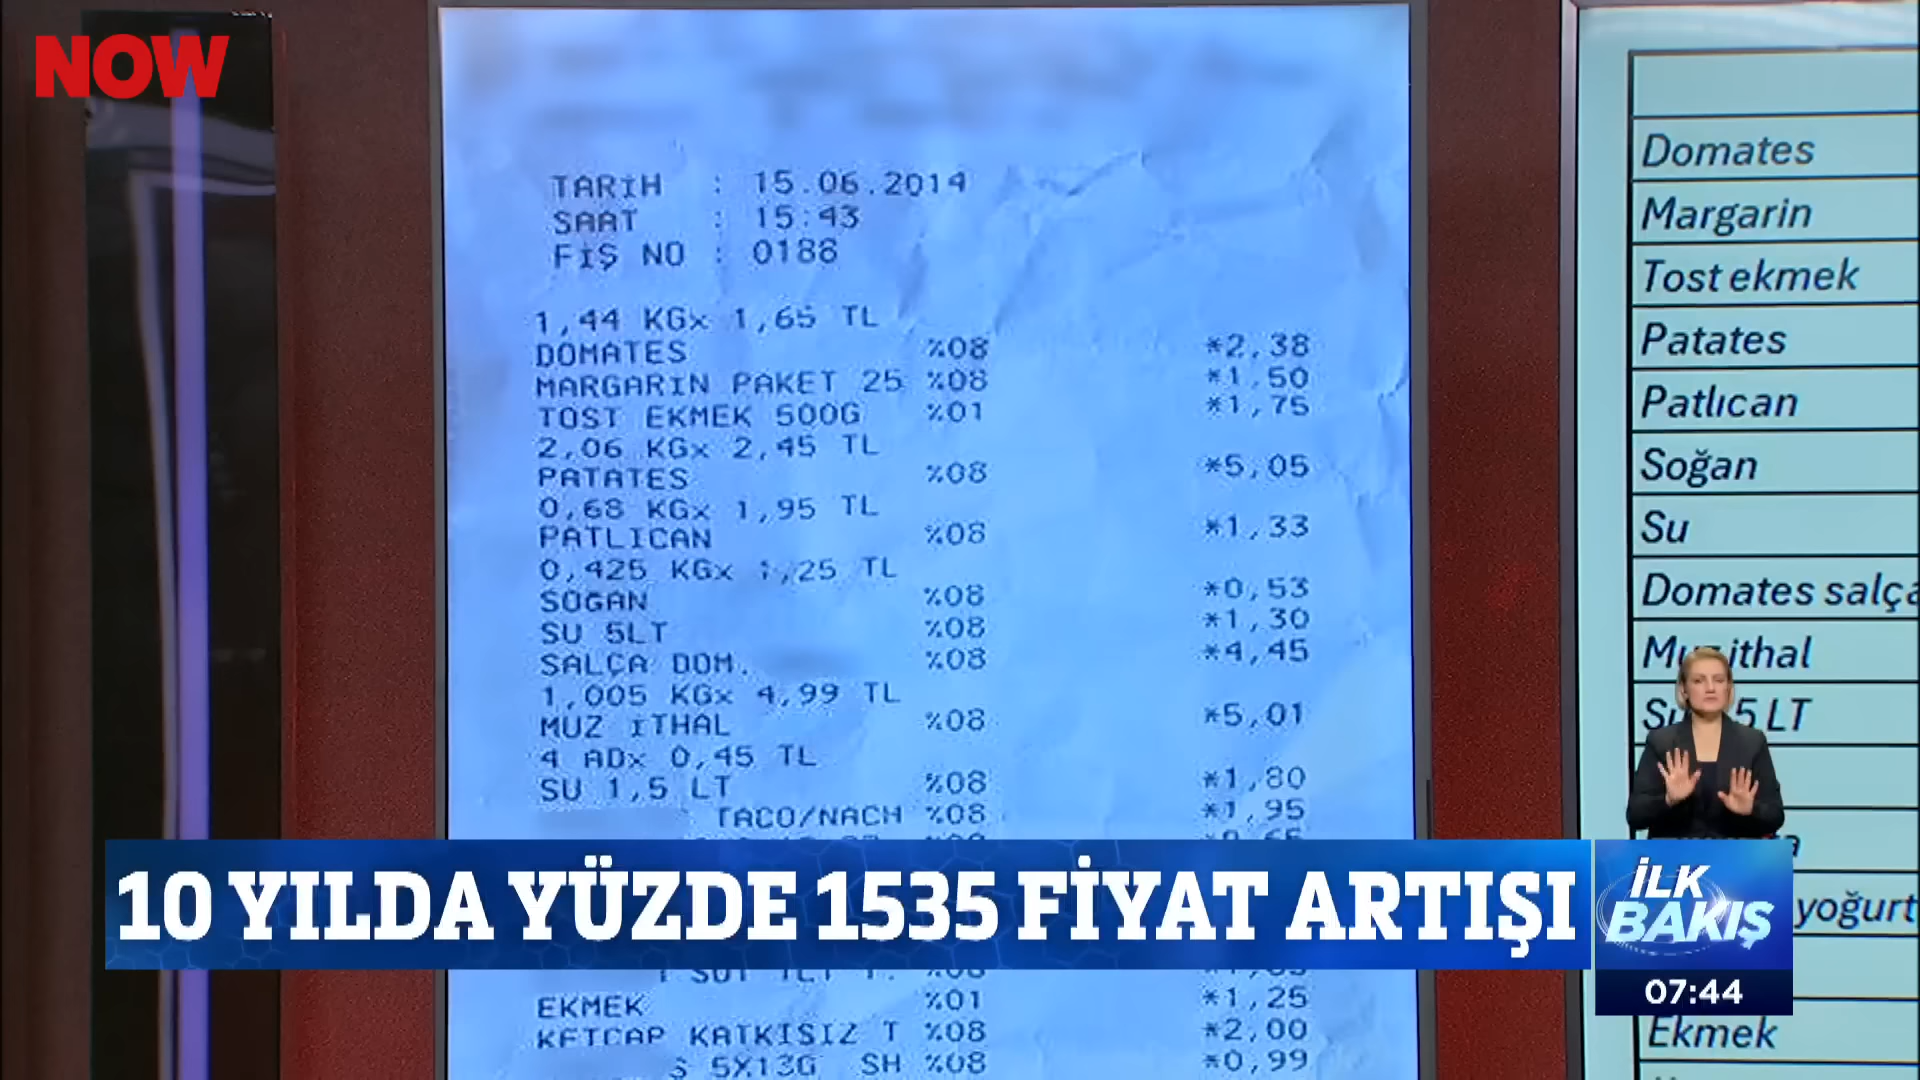 NOW
TARİH : 15.06.2014
SAAT : 15:43
FİŞ NO : 0188
1,44 KGx 1,65 TL
DOMATES %08 *2,38
MARGARIN PAKET 25 %08 *1,50
TOST EKMEK 500G %01 *1,75
2,06 KGx 2,45 TL
PATATES %08 *5,05
0,68 KGx 1,95 TL
PATLICAN %08 *1,33
0,425 KGx 1,25 TL
SOĞAN %08 *0,53
SU 5LT %08 *1,30
SALÇA DOM. %08 *4,45
1,005 KGx 4,99 TL
MUZ İTHAL %08 *5,01
4 ADx 0,45 TL
SU 1,5 LT %08 *1,80
TACO/NACH %08 *1,95
EKMEK %01 *1,25
KETÇAP KATKISIZ T %08 *2,00
5X13G SH %08 *0,99
Domates
Margarin
Tost ekmek
Patates
Patlıcan
Soğan
Su
Domates salça
Muz ithal
5 LT
yoğurt
Ekmek
10 YILDA YÜZDE 1535 FİYAT ARTIŞI
İLK
BAKIŞ
07:44